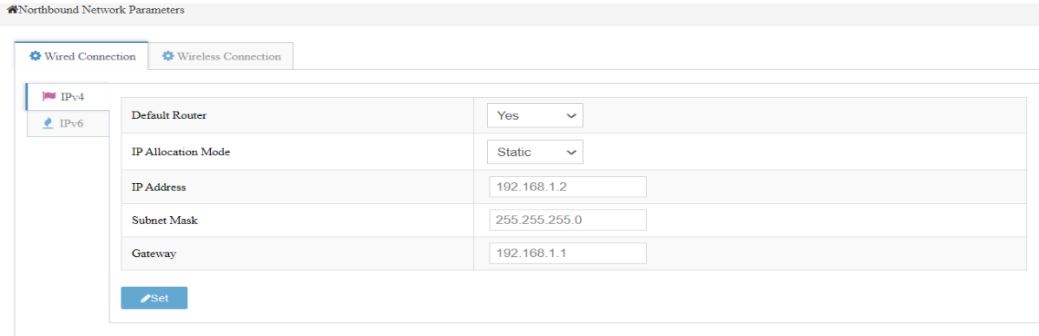 Northbound Network Parameters
Wired Connection
Wireless Connection
IPv4
IPv6
Default Router Yes
IP Allocation Mode Static
IP Address 192.168.1.2
Subnet Mask 255.255.255.0
Gateway 192.168.1.1
Set